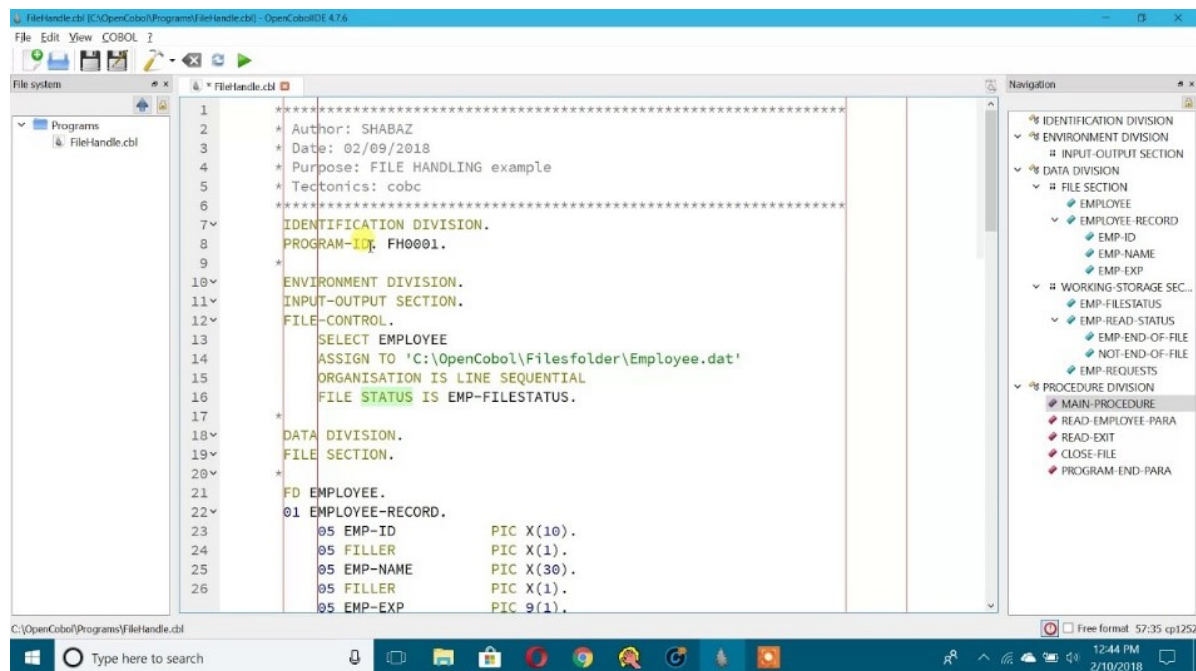 FileHandle.cbl [C:\OpenCobol\Programs\FileHandle.cbl] - OpenCobolIDE 4.7.6
File Edit View COBOL ?
File system
Programs
FileHandle.cbl
* FileHandle.cbl
1 *****************************************************************
2 * Author: SHABAZ
3 * Date: 02/09/2018
4 * Purpose: FILE HANDLING example
5 * Tectonics: cobc
6 *****************************************************************
7 IDENTIFICATION DIVISION.
8 PROGRAM-ID. FH0001.
9 *
10 ENVIRONMENT DIVISION.
11 INPUT-OUTPUT SECTION.
12 FILE-CONTROL.
13 SELECT EMPLOYEE
14 ASSIGN TO 'C:\OpenCobol\Filesfolder\Employee.dat'
15 ORGANISATION IS LINE SEQUENTIAL
16 FILE STATUS IS EMP-FILESTATUS.
17 *
18 DATA DIVISION.
19 FILE SECTION.
20 *
21 FD EMPLOYEE.
22 01 EMPLOYEE-RECORD.
23 05 EMP-ID PIC X(10).
24 05 FILLER PIC X(1).
25 05 EMP-NAME PIC X(30).
26 05 FILLER PIC X(1).
05 EMP-EXP PIC 9(1).
Navigation
IDENTIFICATION DIVISION
ENVIRONMENT DIVISION
INPUT-OUTPUT SECTION
DATA DIVISION
FILE SECTION
EMPLOYEE
EMPLOYEE-RECORD
EMP-ID
EMP-NAME
EMP-EXP
WORKING-STORAGE SEC...
EMP-FILESTATUS
EMP-READ-STATUS
EMP-END-OF-FILE
NOT-END-OF-FILE
EMP-REQUESTS
PROCEDURE DIVISION
MAIN-PROCEDURE
READ-EMPLOYEE-PARA
READ-EXIT
CLOSE-FILE
PROGRAM-END-PARA
C:\OpenCobol\Programs\FileHandle.cbl
Free format 57:35 cp1252
Type here to search
12:44 PM
2/10/2018